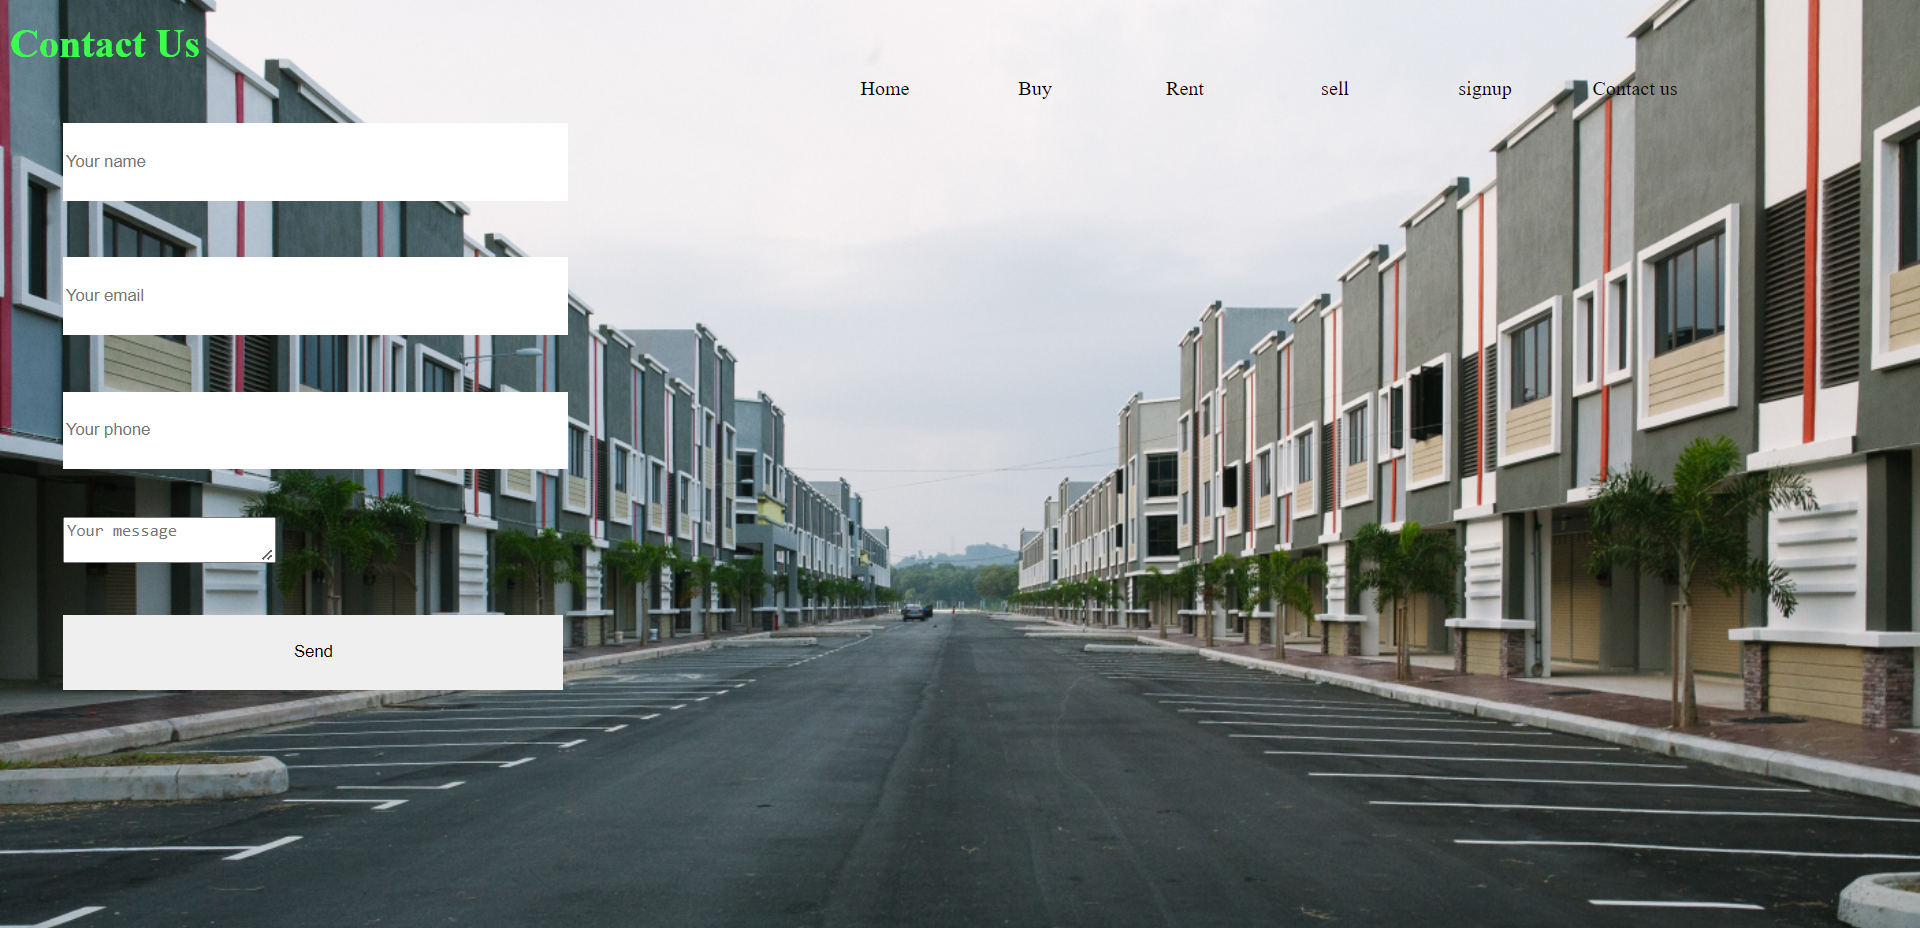 Contact Us
Home Buy Rent sell signup Contact us
Your name
Your email
Your phone
Your message
Send